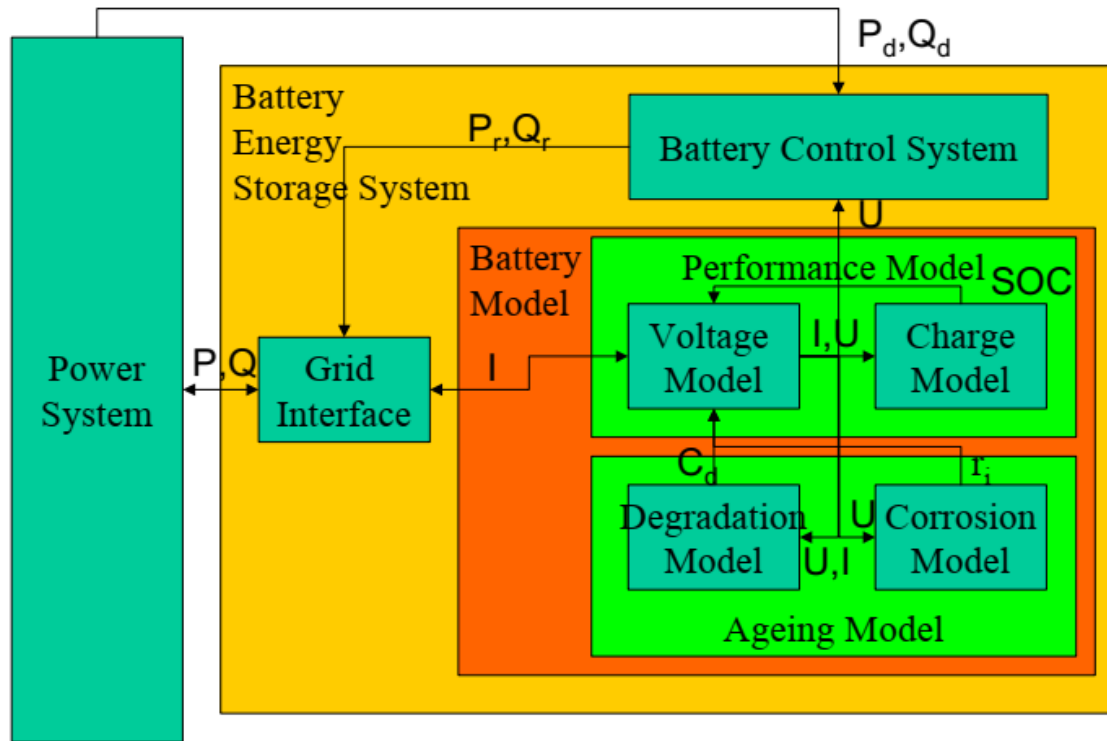 P_d,Q_d
Battery
Energy
Storage System
P_r,Q_r
Battery Control System
U
Battery
Model
Performance Model
SOC
Voltage
Model
I,U
Charge
Model
Power
System
P,Q
Grid
Interface
I
C_d
r_i
Degradation
Model
U
U,I
Corrosion
Model
Ageing Model